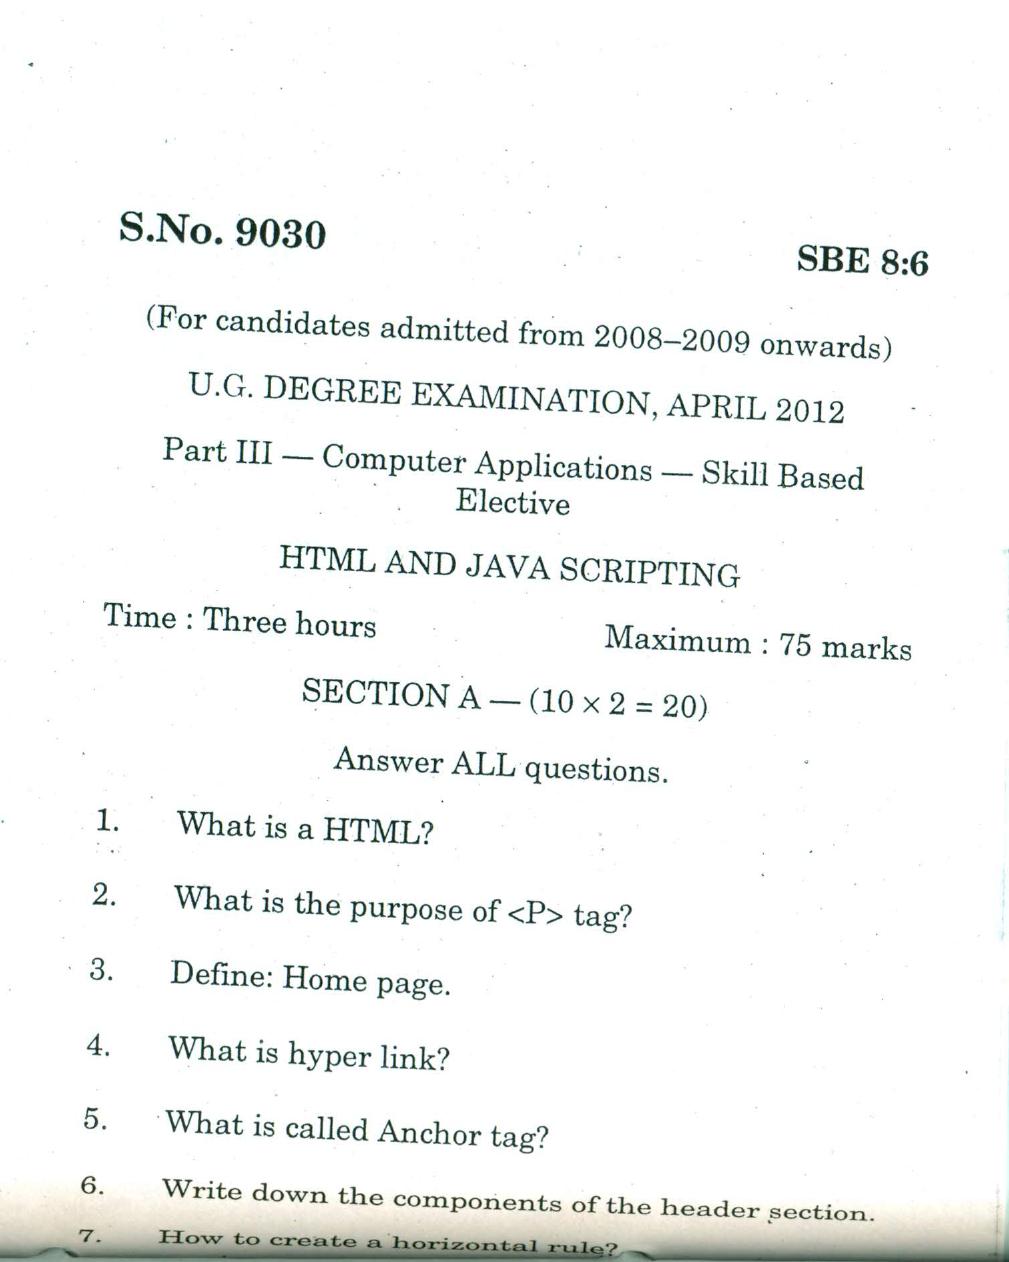 S.No. 9030
SBE 8:6
(For candidates admitted from 2008–2009 onwards)
U.G. DEGREE EXAMINATION, APRIL 2012
Part III — Computer Applications — Skill Based
Elective
HTML AND JAVA SCRIPTING
Time : Three hours
Maximum : 75 marks
SECTION A — (10 × 2 = 20)
Answer ALL questions.
1. What is a HTML?
2. What is the purpose of <P> tag?
3. Define: Home page.
4. What is hyper link?
5. What is called Anchor tag?
6. Write down the components of the header section.
7. How to create a horizontal rule?